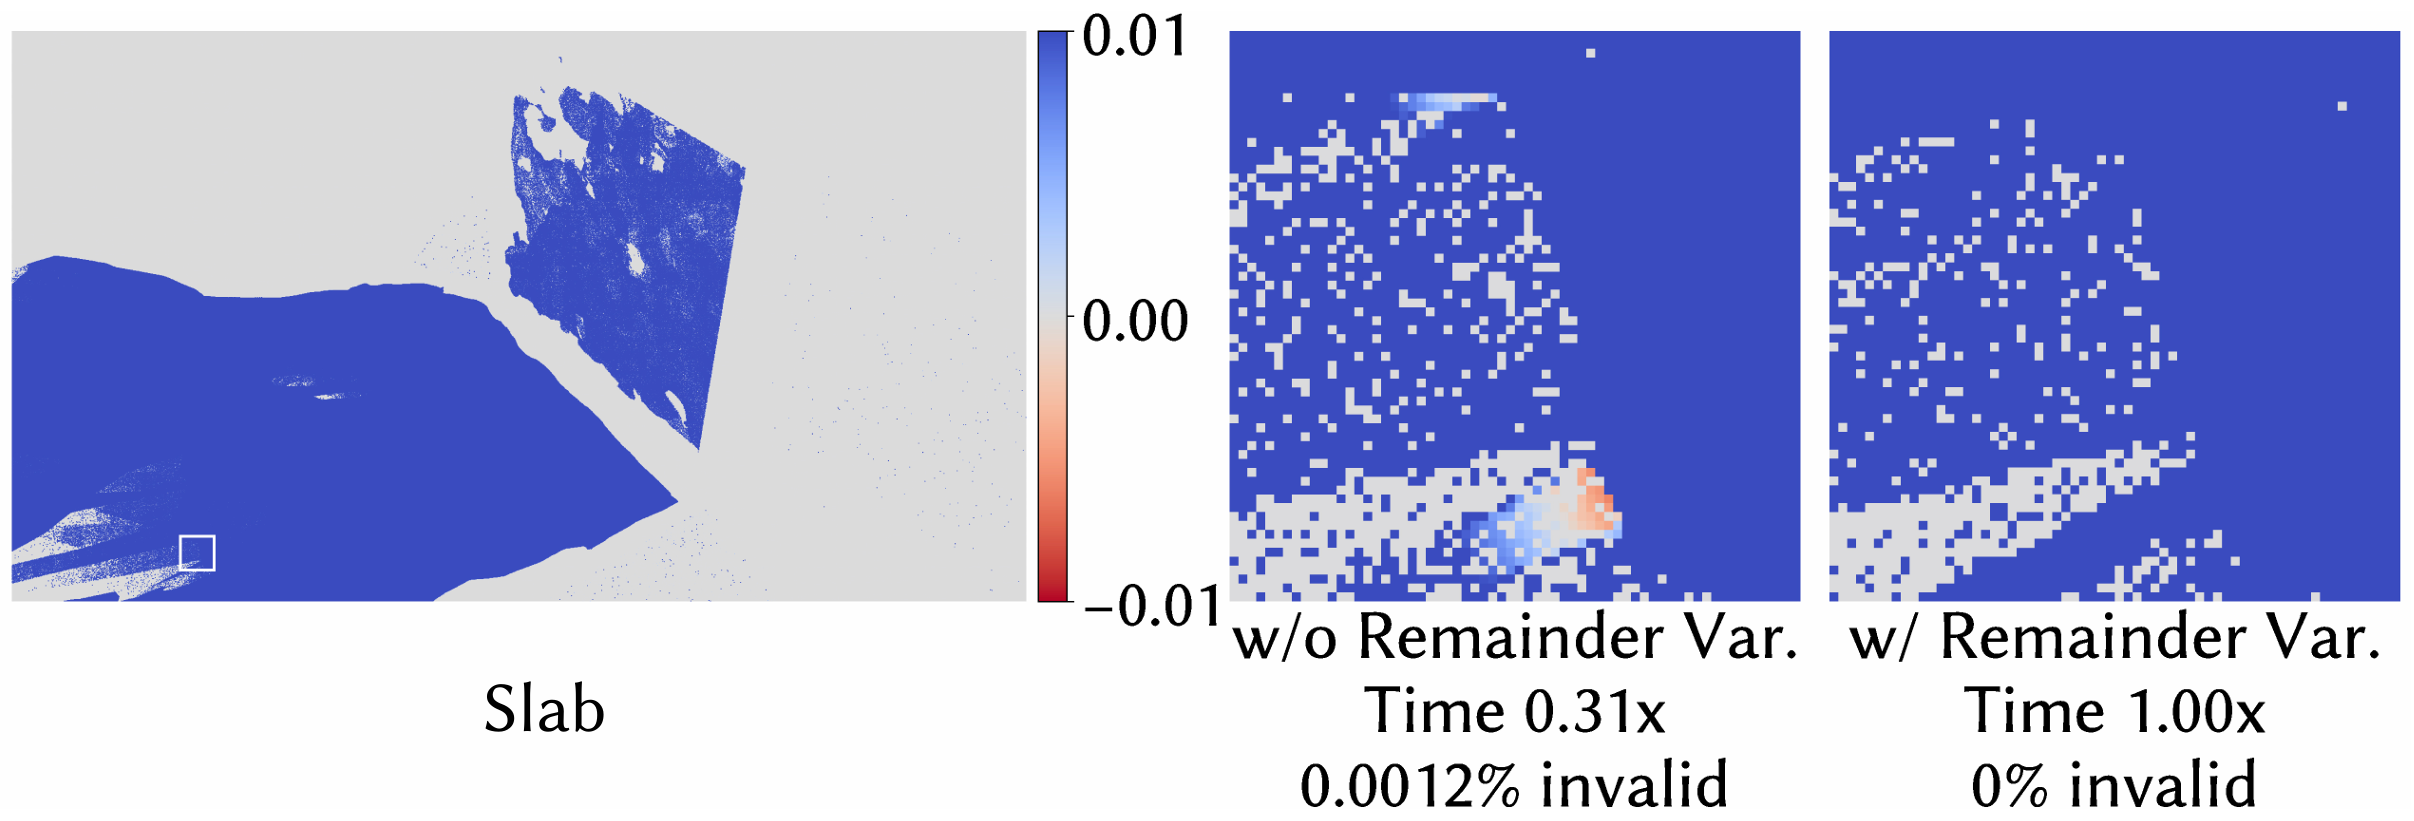 0.01
0.00
−0.01
Slab
w/o Remainder Var.
Time 0.31x
0.0012% invalid
w/ Remainder Var.
Time 1.00x
0% invalid